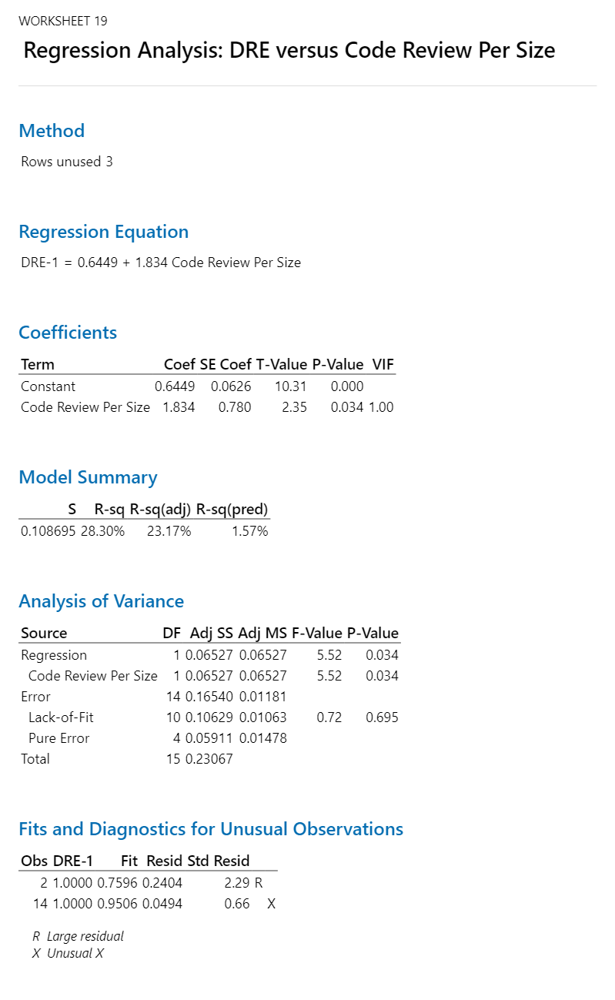 WORKSHEET 19
Regression Analysis: DRE versus Code Review Per Size
Method
Rows unused 3
Regression Equation
DRE-1 = 0.6449 + 1.834 Code Review Per Size
Coefficients
Term Coef SE Coef T-Value P-Value VIF
Constant 0.6449 0.0626 10.31 0.000
Code Review Per Size 1.834 0.780 2.35 0.034 1.00
Model Summary
S R-sq R-sq(adj) R-sq(pred)
0.108695 28.30% 23.17% 1.57%
Analysis of Variance
Source DF Adj SS Adj MS F-Value P-Value
Regression 1 0.06527 0.06527 5.52 0.034
Code Review Per Size 1 0.06527 0.06527 5.52 0.034
Error 14 0.16540 0.01181
Lack-of-Fit 10 0.10629 0.01063 0.72 0.695
Pure Error 4 0.05911 0.01478
Total 15 0.23067
Fits and Diagnostics for Unusual Observations
Obs DRE-1 Fit Resid Std Resid
2 1.0000 0.7596 0.2404 2.29 R
14 1.0000 0.9506 0.0494 0.66 X
R Large residual
X Unusual X